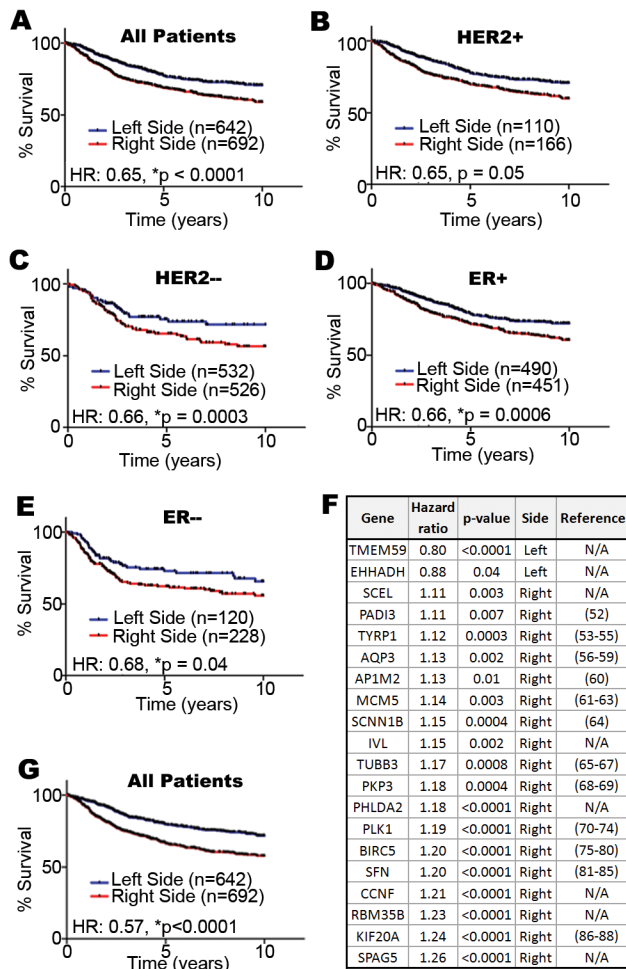 A
All Patients
% Survival
100
50
0
Left Side (n=642)
Right Side (n=692)
HR: 0.65, *p < 0.0001
0 5 10
Time (years)
B
HER2+
% Survival
100
50
0
Left Side (n=110)
Right Side (n=166)
HR: 0.65, p = 0.05
0 5 10
Time (years)
C
HER2--
% Survival
100
50
0
Left Side (n=532)
Right Side (n=526)
HR: 0.66, *p = 0.0003
0 5 10
Time (years)
D
ER+
% Survival
100
50
0
Left Side (n=490)
Right Side (n=451)
HR: 0.66, *p = 0.0006
0 5 10
Time (years)
E
ER--
% Survival
100
50
0
Left Side (n=120)
Right Side (n=228)
HR: 0.68, *p = 0.04
0 5 10
Time (years)
F
Gene Hazard ratio p-value Side Reference
TMEM59 0.80 <0.0001 Left N/A
EHHADH 0.88 0.04 Left N/A
SCEL 1.11 0.003 Right N/A
PADI3 1.11 0.007 Right (52)
TYRP1 1.12 0.0003 Right (53-55)
AQP3 1.13 0.002 Right (56-59)
AP1M2 1.13 0.01 Right (60)
MCM5 1.14 0.003 Right (61-63)
SCNN1B 1.15 0.0004 Right (64)
IVL 1.15 0.002 Right N/A
TUBB3 1.17 0.0008 Right (65-67)
PKP3 1.18 0.0004 Right (68-69)
PHLDA2 1.18 <0.0001 Right N/A
PLK1 1.19 <0.0001 Right (70-74)
BIRC5 1.20 <0.0001 Right (75-80)
SFN 1.20 <0.0001 Right (81-85)
CCNF 1.21 <0.0001 Right N/A
RBM35B 1.23 <0.0001 Right N/A
KIF20A 1.24 <0.0001 Right (86-88)
SPAG5 1.26 <0.0001 Right N/A
G
All Patients
% Survival
100
50
0
Left Side (n=642)
Right Side (n=692)
HR: 0.57, *p<0.0001
0 5 10
Time (years)